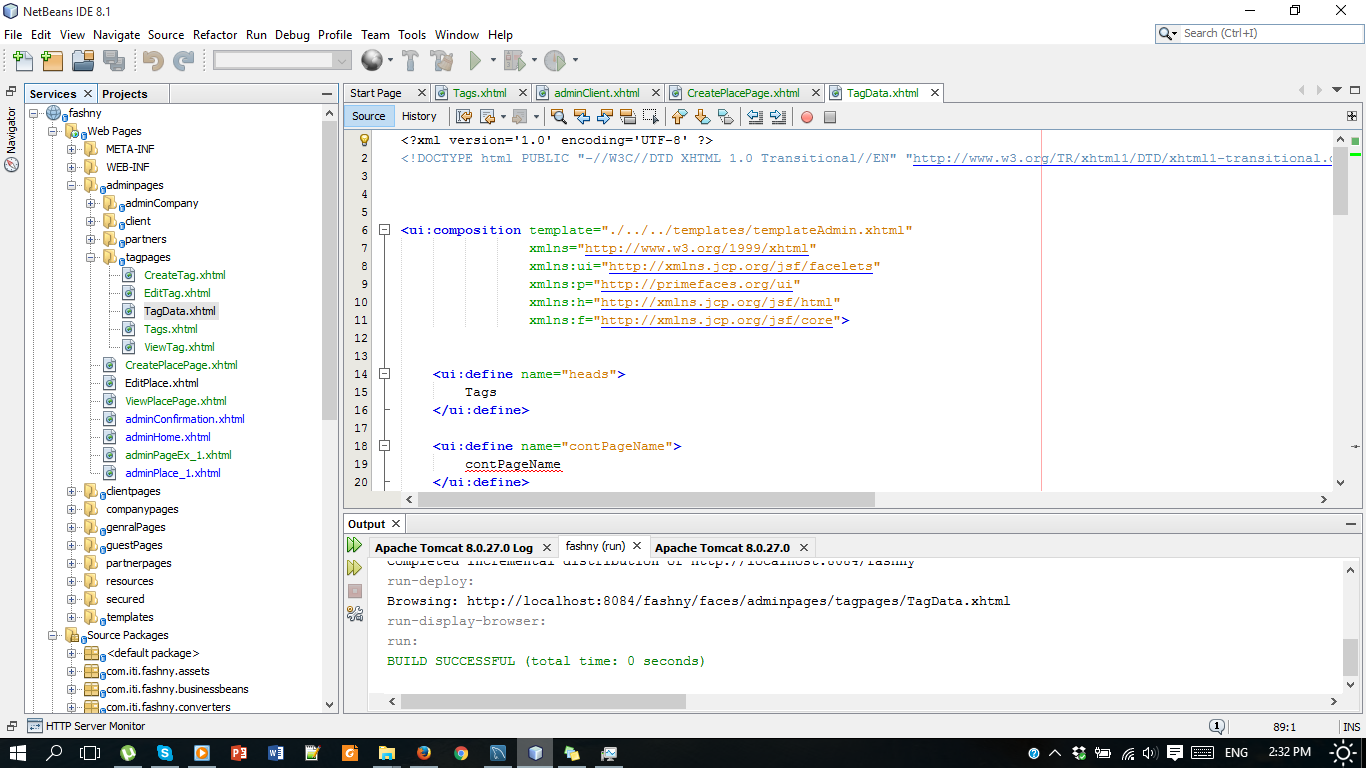 NetBeans IDE 8.1
File Edit View Navigate Source Refactor Run Debug Profile Team Tools Window Help
Search (Ctrl+I)
Navigator
Services
Projects
fashny
Web Pages
META-INF
WEB-INF
adminpages
adminCompany
client
partners
tagpages
CreateTag.xhtml
EditTag.xhtml
TagData.xhtml
Tags.xhtml
ViewTag.xhtml
CreatePlacePage.xhtml
EditPlace.xhtml
ViewPlacePage.xhtml
adminConfirmation.xhtml
adminHome.xhtml
adminPageEx_1.xhtml
adminPlace_1.xhtml
clientpages
companypages
genralPages
guestPages
partnerpages
resources
secured
templates
Source Packages
<default package>
com.iti.fashny.assets
com.iti.fashny.businessbeans
com.iti.fashny.converters
Start Page Tags.xhtml adminClient.xhtml CreatePlacePage.xhtml TagData.xhtml
Source History
<?xml version='1.0' encoding='UTF-8' ?>
2 <!DOCTYPE html PUBLIC "-//W3C//DTD XHTML 1.0 Transitional//EN" "http://www.w3.org/TR/xhtml1/DTD/xhtml1-transitional.
3
4
5
6 <ui:composition template="./../../templates/templateAdmin.xhtml"
7 xmlns="http://www.w3.org/1999/xhtml"
8 xmlns:ui="http://xmlns.jcp.org/jsf/facelets"
9 xmlns:p="http://primefaces.org/ui"
10 xmlns:h="http://xmlns.jcp.org/jsf/html"
11 xmlns:f="http://xmlns.jcp.org/jsf/core">
12
13
14 <ui:define name="heads">
15 Tags
16 </ui:define>
17
18 <ui:define name="contPageName">
19 contPageName
20 </ui:define>
Output
Apache Tomcat 8.0.27.0 Log fashny (run) Apache Tomcat 8.0.27.0
Completed incremental distribution of http://localhost:8084/fashny
run-deploy:
Browsing: http://localhost:8084/fashny/faces/adminpages/tagpages/TagData.xhtml
run-display-browser:
run:
BUILD SUCCESSFUL (total time: 0 seconds)
HTTP Server Monitor
1
89:1
INS
ENG
2:32 PM